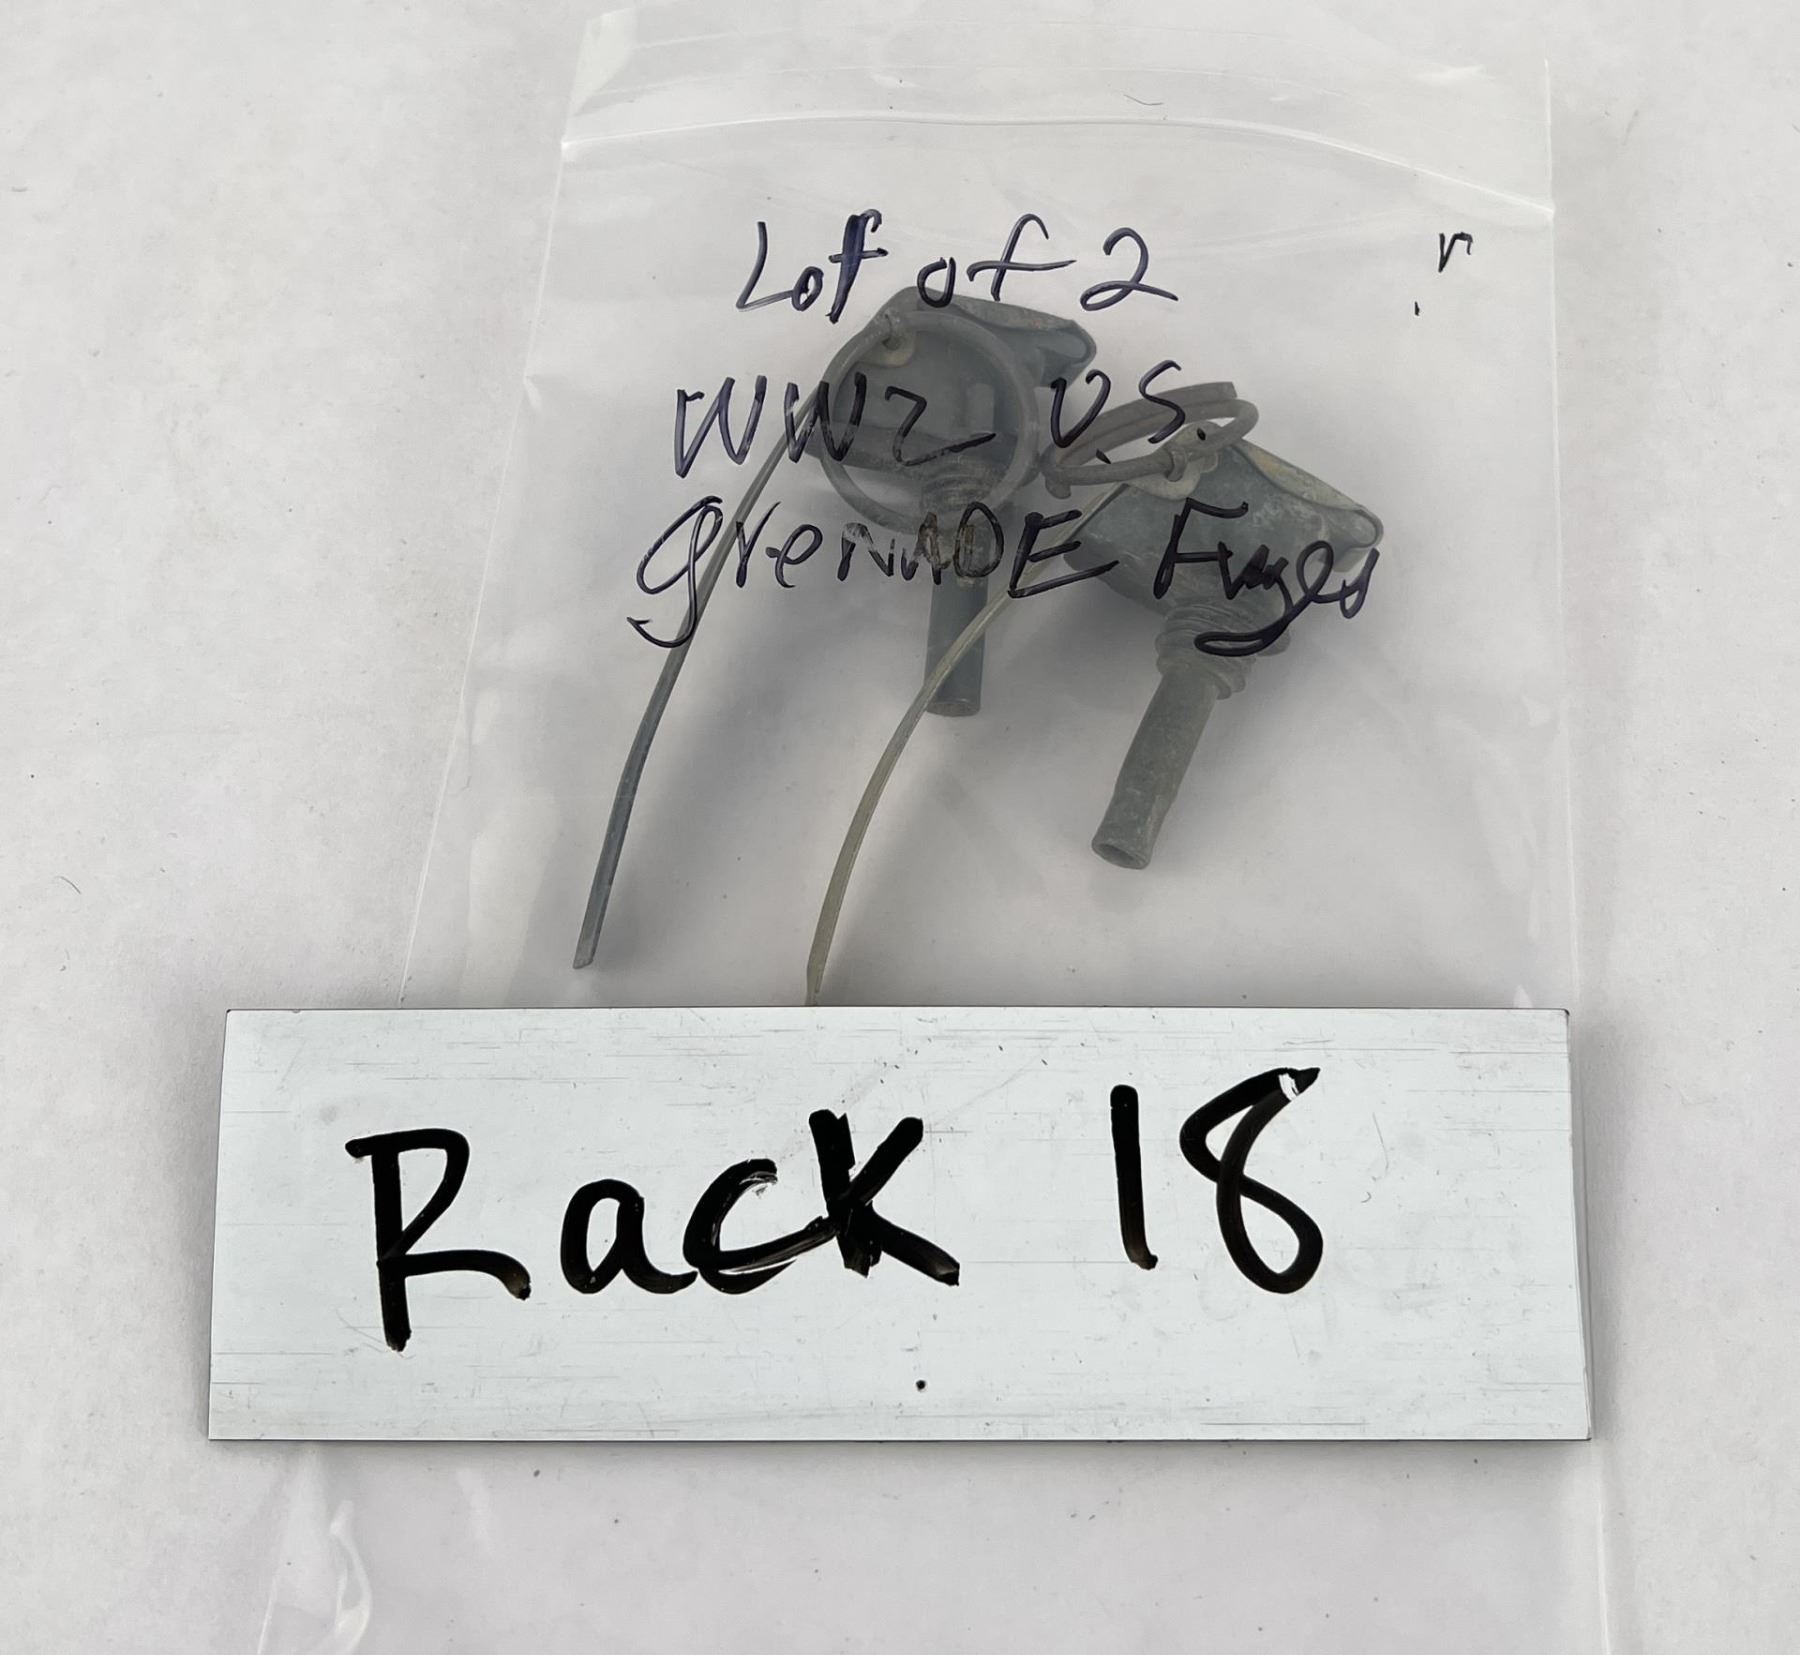 Lot of 2
WW2 U.S.
grenADE Fuzes
Rack 18